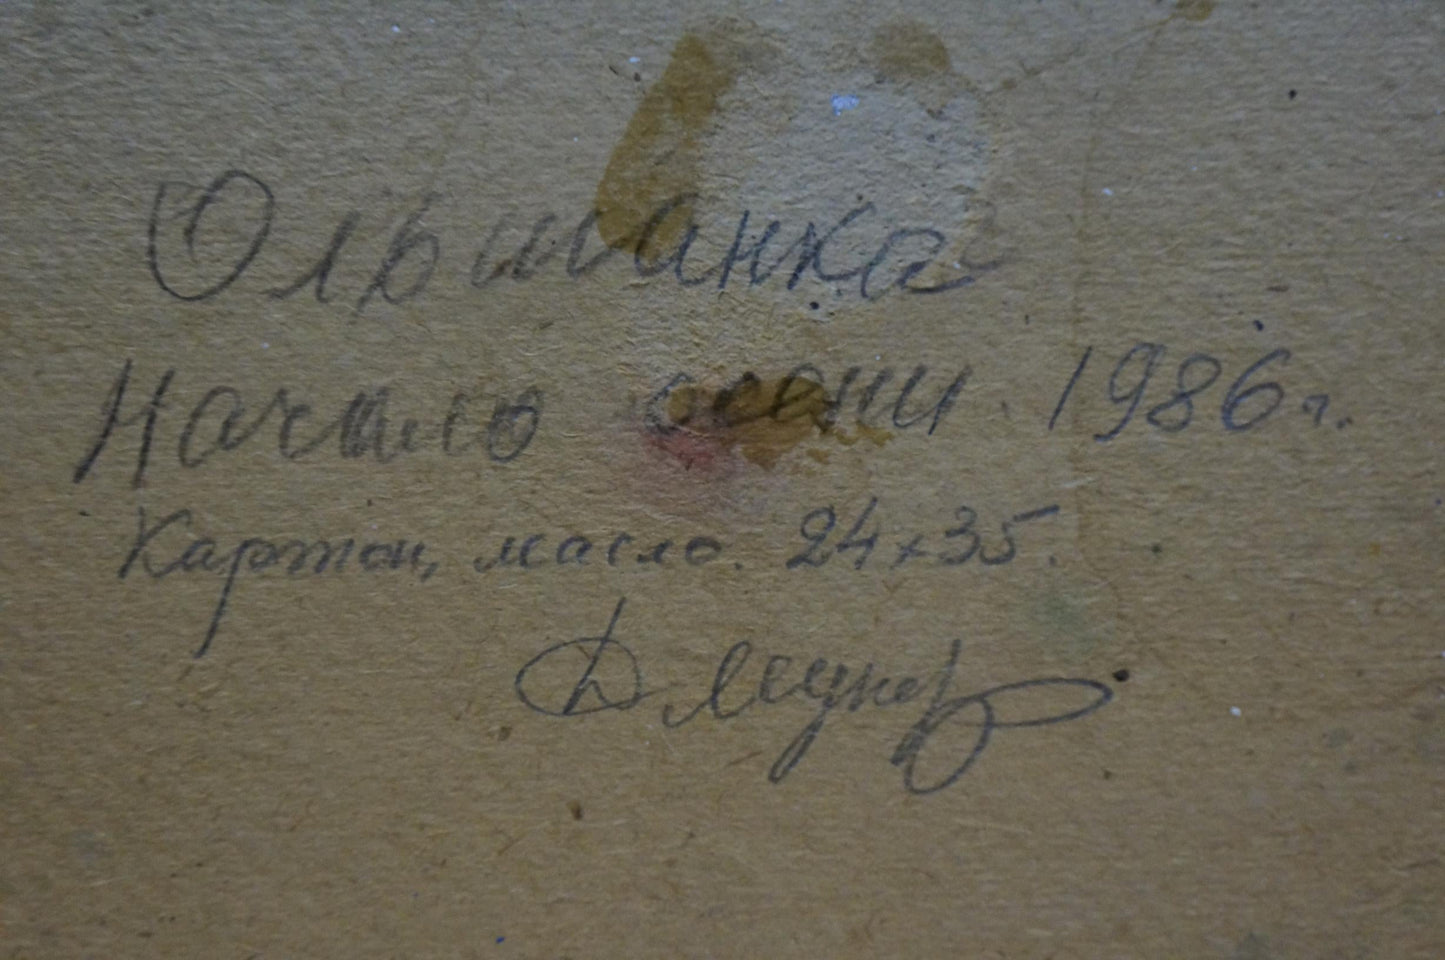 Ольшанка
Начало осени. 1986 г.
Картон, масло. 24×35.